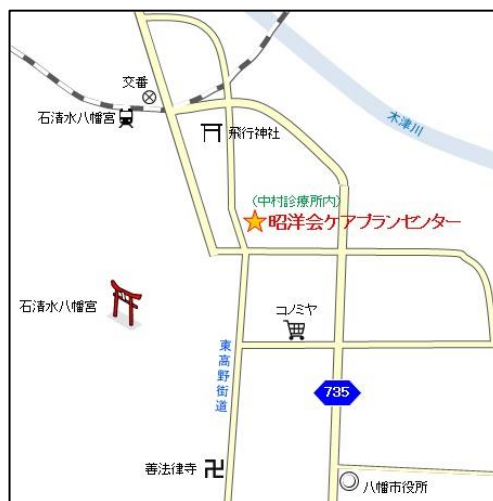 交番
石清水八幡宮
飛行神社
木津川
(中村診療所内)
昭洋会ケアプランセンター
石清水八幡宮
コノミヤ
東高野街道
735
善法律寺
八幡市役所